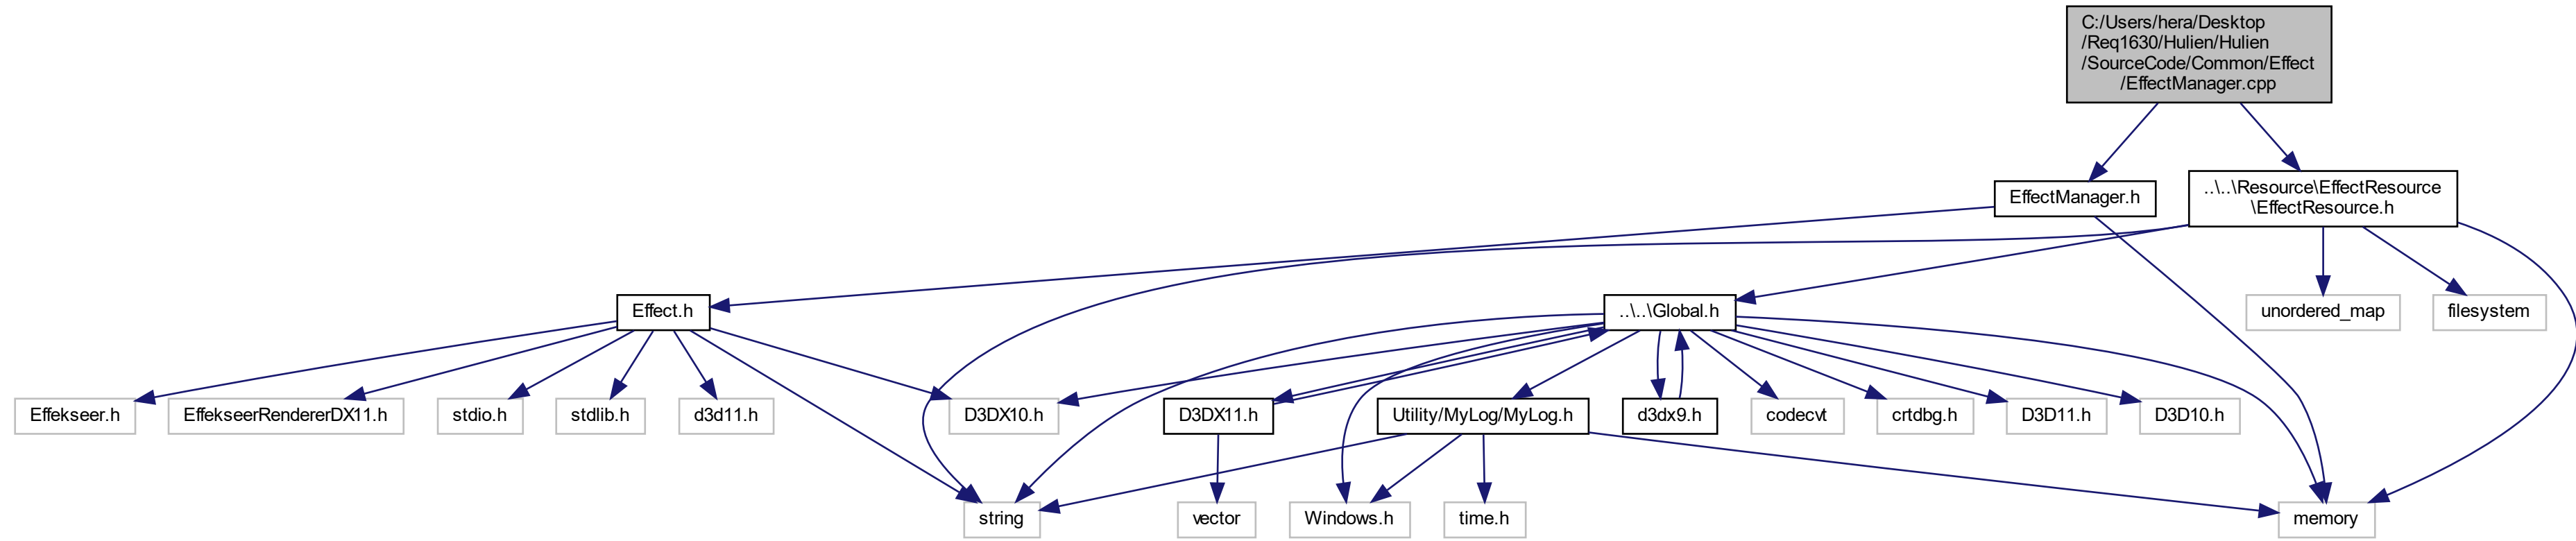 C:/Users/hera/Desktop
/Req1630/Hulien/Hulien
/SourceCode/Common/Effect
/EffectManager.cpp
EffectManager.h
..\..\Resource\EffectResource
\EffectResource.h
Effect.h
..\..\Global.h
unordered_map
filesystem
Effekseer.h
EffekseerRendererDX11.h
stdio.h
stdlib.h
d3d11.h
D3DX10.h
D3DX11.h
Utility/MyLog/MyLog.h
d3dx9.h
codecvt
crtdbg.h
D3D11.h
D3D10.h
string
vector
Windows.h
time.h
memory